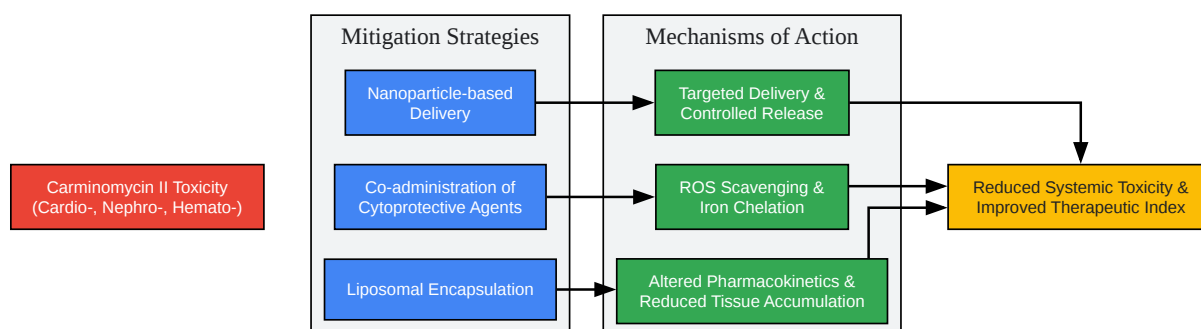 Mitigation Strategies
Mechanisms of Action
Nanoparticle-based
Delivery
Targeted Delivery &
Controlled Release
Carminomycin II Toxicity
(Cardio-, Nephro-, Hemato-)
Co-administration of
Cytoprotective Agents
ROS Scavenging &
Iron Chelation
Reduced Systemic Toxicity &
Improved Therapeutic Index
Liposomal Encapsulation
Altered Pharmacokinetics &
Reduced Tissue Accumulation